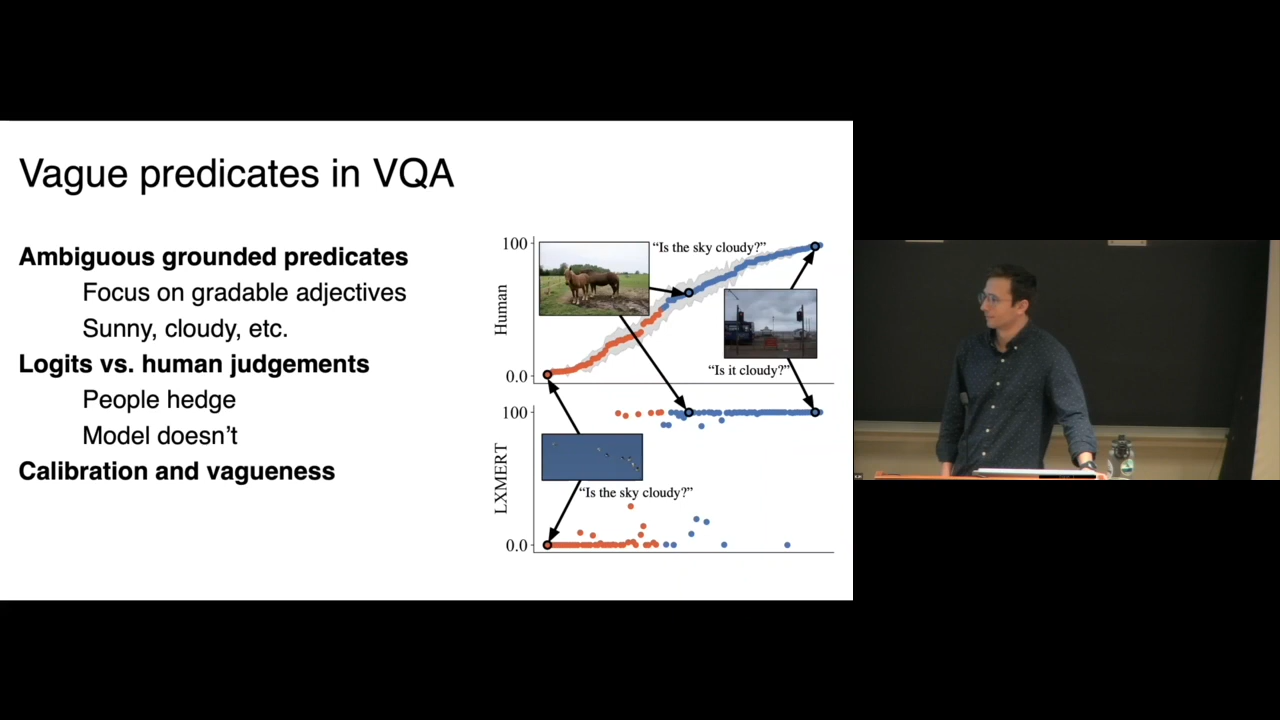 Vague predicates in VQA
Ambiguous grounded predicates
Focus on gradable adjectives
Sunny, cloudy, etc.
Logits vs. human judgements
People hedge
Model doesn’t
Calibration and vagueness
100
“Is the sky cloudy?”
Human
“Is it cloudy?”
0.0
100
LXMERT
“Is the sky cloudy?”
0.0